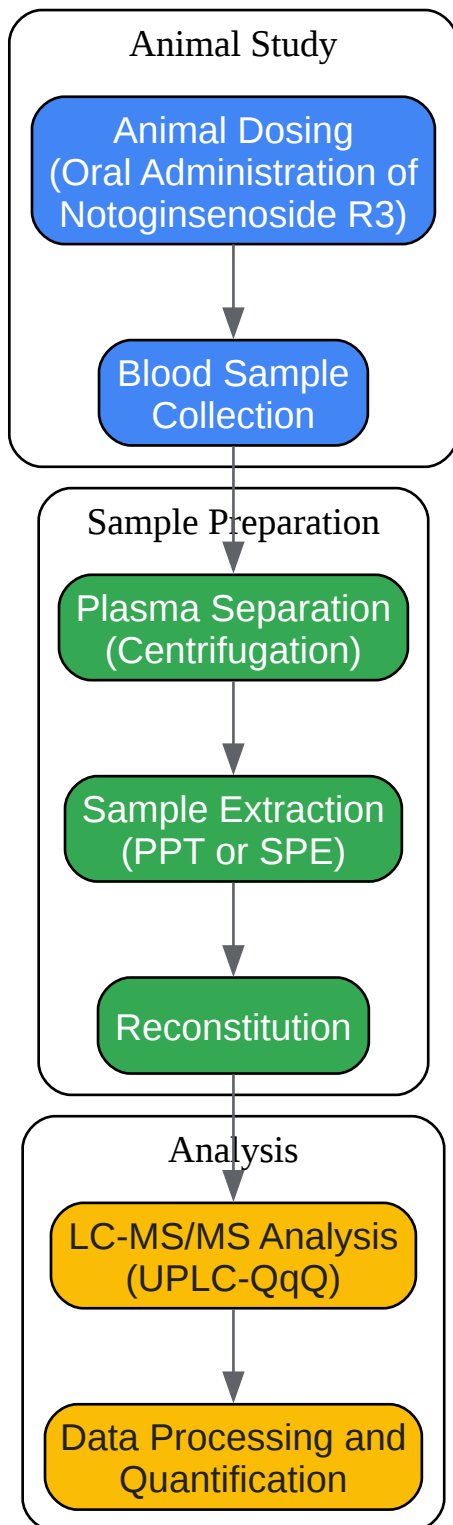 Animal Study
Animal Dosing
(Oral Administration of
Notoginsenoside R3)
Blood Sample
Collection
Sample Preparation
Plasma Separation
(Centrifugation)
Sample Extraction
(PPT or SPE)
Reconstitution
Analysis
LC-MS/MS Analysis
(UPLC-QqQ)
Data Processing and
Quantification